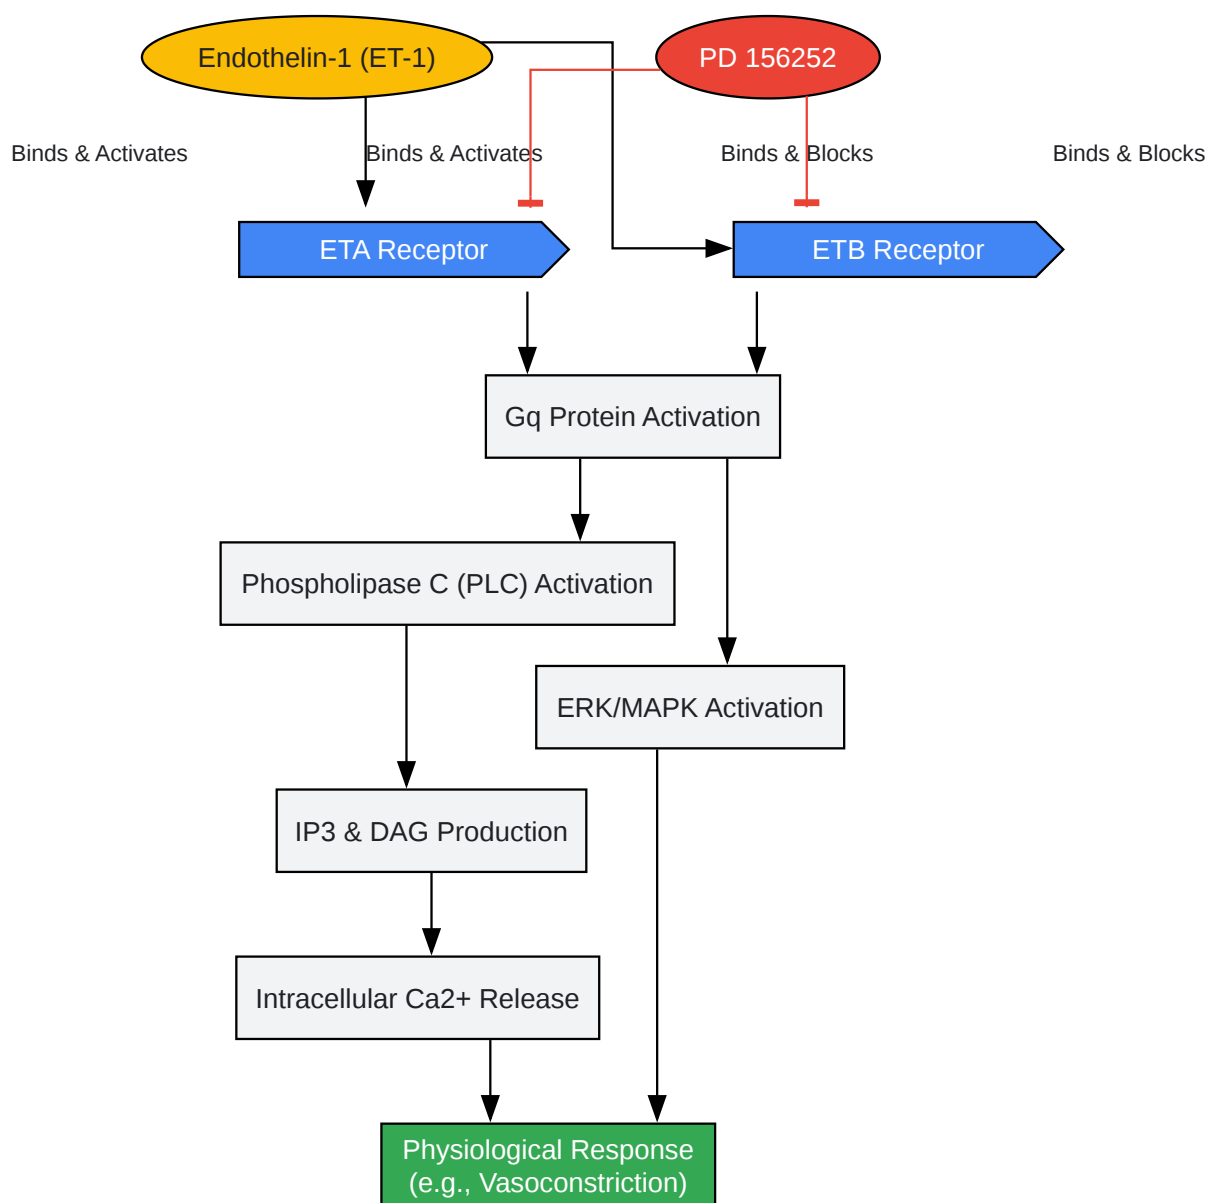 Endothelin-1 (ET-1)
PD 156252
Binds & Activates
Binds & Activates
Binds & Blocks
Binds & Blocks
ETA Receptor
ETB Receptor
Gq Protein Activation
Phospholipase C (PLC) Activation
ERK/MAPK Activation
IP3 & DAG Production
Intracellular Ca2+ Release
Physiological Response
(e.g., Vasoconstriction)